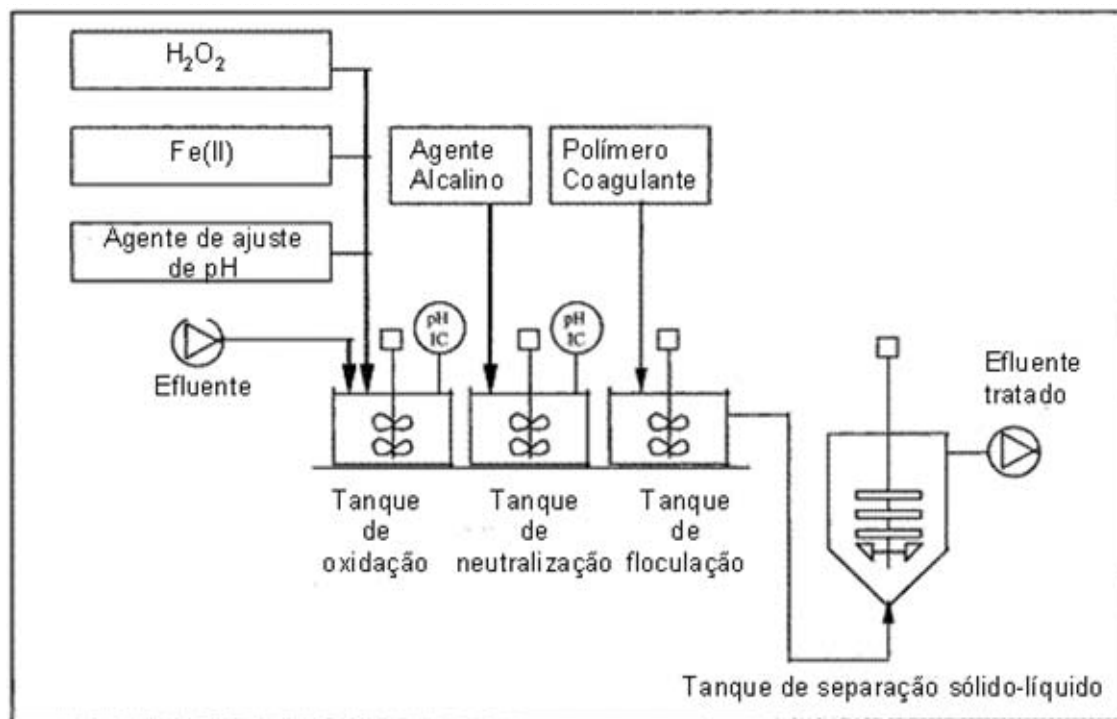 H₂O₂
Fe(II)
Agente de ajuste
de pH
Agente
Alcalino
Polímero
Coagulante
Efluente
pH
IC
pH
IC
Efluente
tratado
Tanque
de
oxidação
Tanque
de
neutralização
Tanque
de
floculação
Tanque de separação sólido-líquido